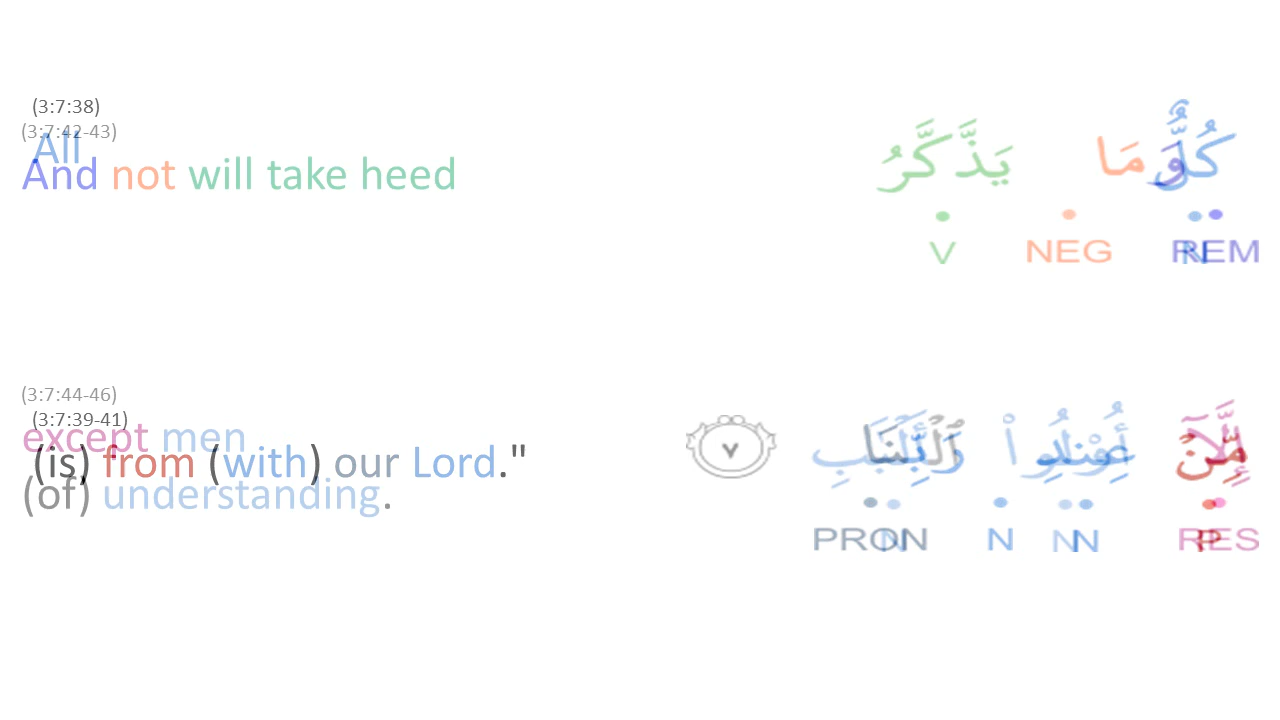 (3:7:38)
All
كُلٌّ
N
(3:7:42-43)
And not will take heed
وَمَا يَذَّكَّرُ
REM NEG V
(3:7:39-41)
(is) from (with) our Lord."
مِّنْ عِندِ رَبِّنَا
P N N PRON
(3:7:44-46)
except men
(of) understanding.
إِلَّآ أُو۟لُوا۟ ٱلْأَلْبَـٰبِ ٧
RES N N